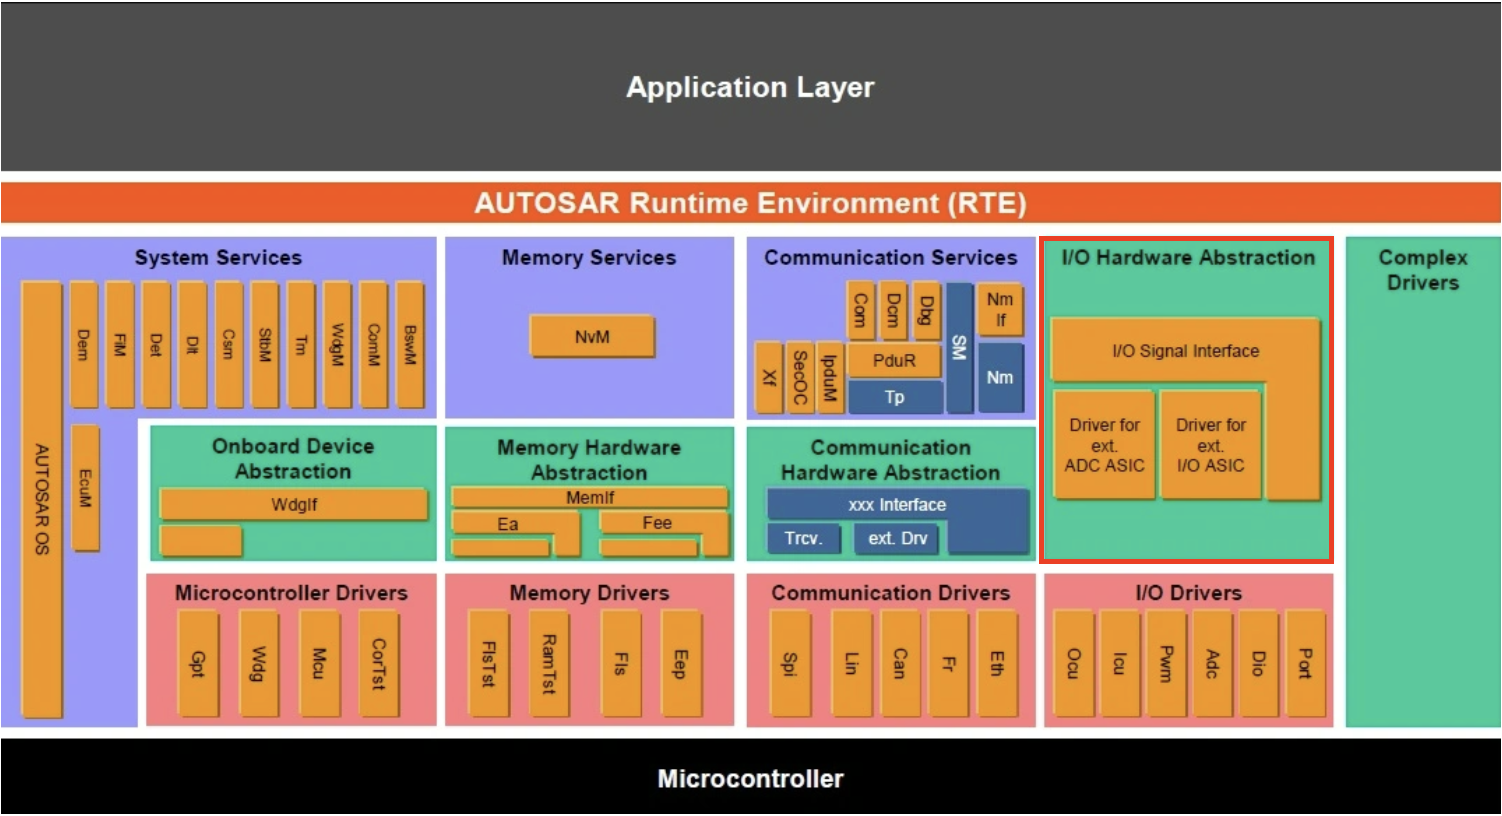 Application Layer
AUTOSAR Runtime Environment (RTE)
System Services
AUTOSAR OS
Dem
FiM
Det
Dlt
Csm
StbM
Tm
WdgM
ComM
BswM
EcuM
Memory Services
NvM
Communication Services
Xf
SecOC
IpduM
Com
Dcm
Dbg
PduR
Tp
SM
Nm
If
Nm
I/O Hardware Abstraction
I/O Signal Interface
Driver for
ext.
ADC ASIC
Driver for
ext.
I/O ASIC
Complex
Drivers
Onboard Device
Abstraction
WdgIf
Memory Hardware
Abstraction
MemIf
Ea
Fee
Communication
Hardware Abstraction
xxx Interface
Trcv.
ext. Drv
Microcontroller Drivers
Gpt
Wdg
Mcu
CorTst
Memory Drivers
FlsTst
RamTst
Fls
Eep
Communication Drivers
Spi
Lin
Can
Fr
Eth
I/O Drivers
Ocu
Icu
Pwm
Adc
Dio
Port
Microcontroller